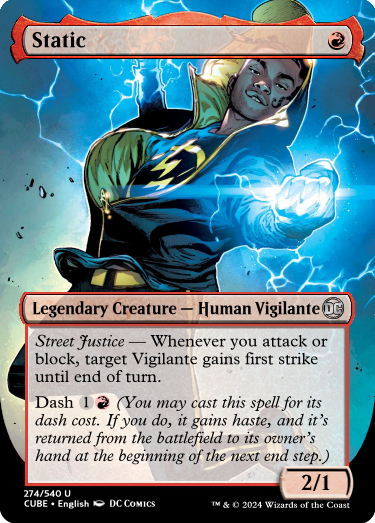 Static
Legendary Creature — Human Vigilante DC
Street Justice — Whenever you attack or
block, target Vigilante gains first strike
until end of turn.
Dash 1 (You may cast this spell for its
dash cost. If you do, it gains haste, and it's
returned from the battlefield to its owner's
hand at the beginning of the next end step.)
2/1
274/540 U
CUBE • English DC COMICS
™ & © 2024 Wizards of the Coast